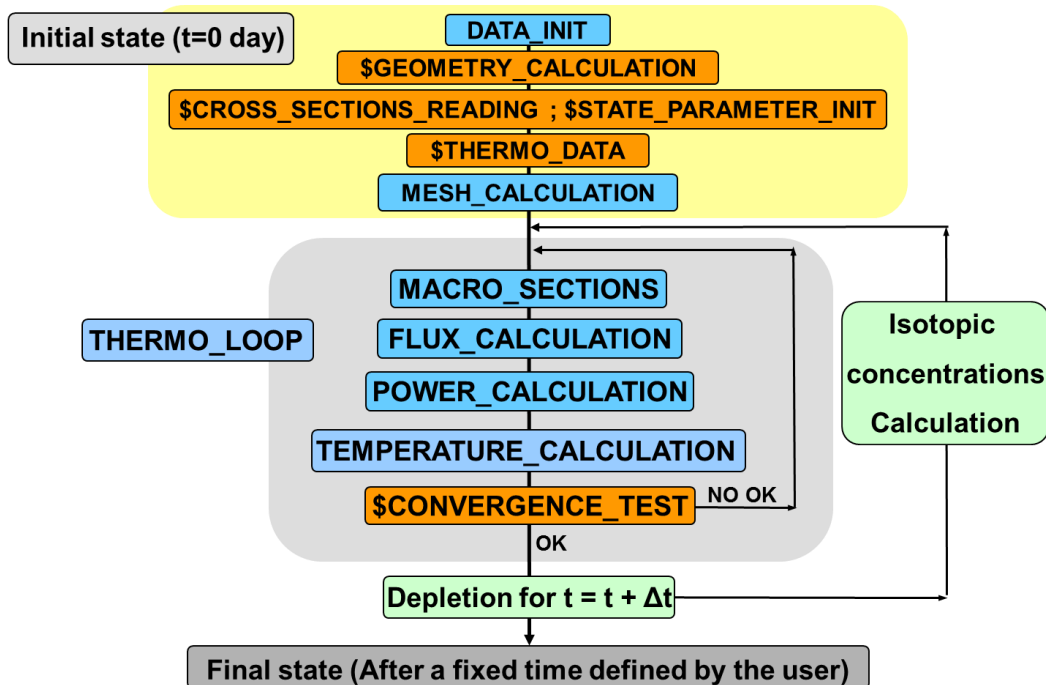 Initial state (t=0 day)
DATA_INIT
$GEOMETRY_CALCULATION
$CROSS_SECTIONS_READING ; $STATE_PARAMETER_INIT
$THERMO_DATA
MESH_CALCULATION
MACRO_SECTIONS
THERMO_LOOP
FLUX_CALCULATION
POWER_CALCULATION
TEMPERATURE_CALCULATION
$CONVERGENCE_TEST
NO OK
OK
Isotopic
concentrations
Calculation
Depletion for t = t + Δt
Final state (After a fixed time defined by the user)